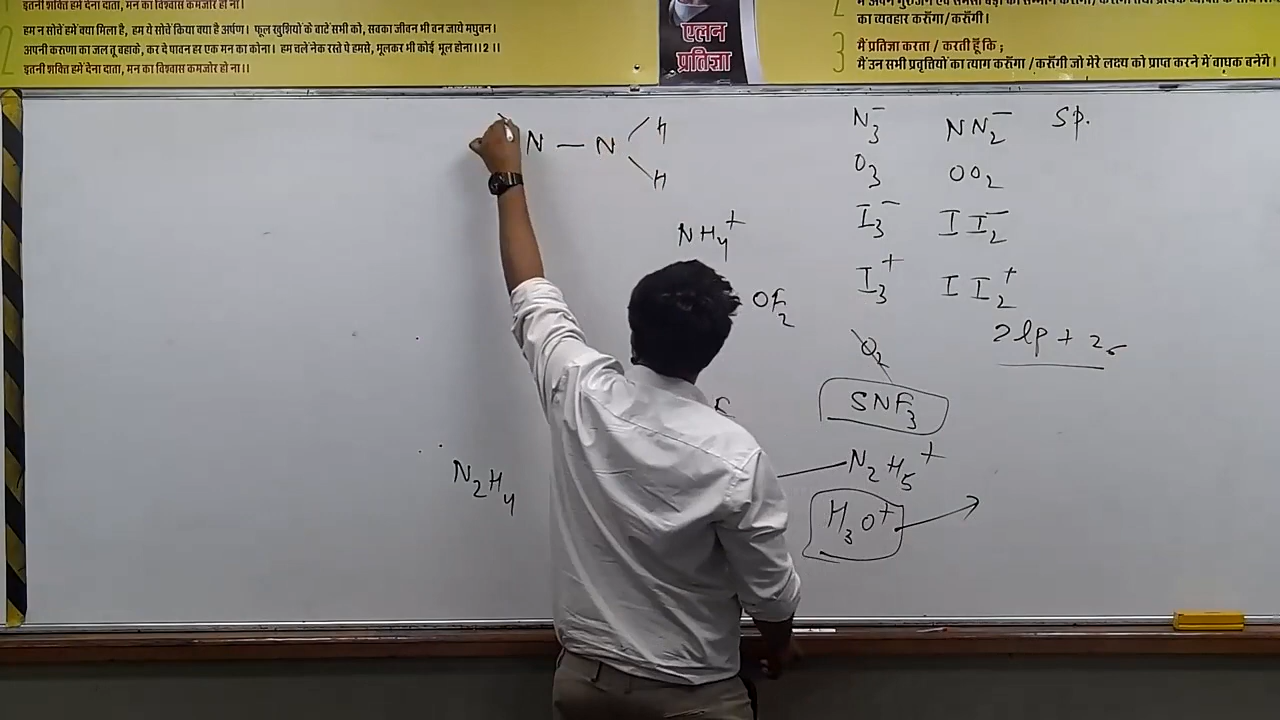 इतनी शक्ति हमें देना दाता, मन का विश्वास कमजोर हो ना।
2 हम न सोचें हमें क्या मिला है, हम ये सोचें किया क्या है अर्पण। फूल खुशियों के बाटे सभी को, सबका जीवन भी बन जाये मधुबन।
अपनी करुणा का जल तू बहाके, कर दे पावन हर एक मन का कोना। हम चलें नेक रस्ते पे हमसे, भूलकर भी कोई भूल होना।।2 ।।
इतनी शक्ति हमें देना दाता, मन का विश्वास कमजोर हो ना।।
एलन
प्रतिज्ञा
का व्यवहार करूँगा/करूँगी।
3 मैं प्रतिज्ञा करता / करती हूँ कि ;
मैं उन सभी प्रवृत्तियों का त्याग करूँगा /करूँगी जो मेरे लक्ष्य को प्राप्त करने में बाधक बनेंगे।
N — N
H
H
NH4+
OF2
F
N2H4
N3- NN2- Sp.
O3 OO2
I3- I I2-
I3+ I I2+
2lp + 2σ
O2
SNF3
N2H5+
H3O+